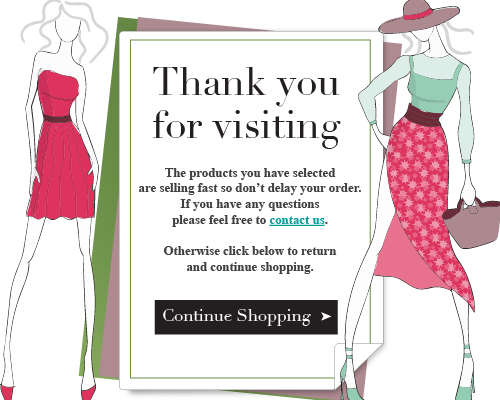 Thank you
for visiting
The products you have selected
are selling fast so don't delay your order.
If you have any questions
please feel free to contact us.
Otherwise click below to return
and continue shopping.
Continue Shopping ➤